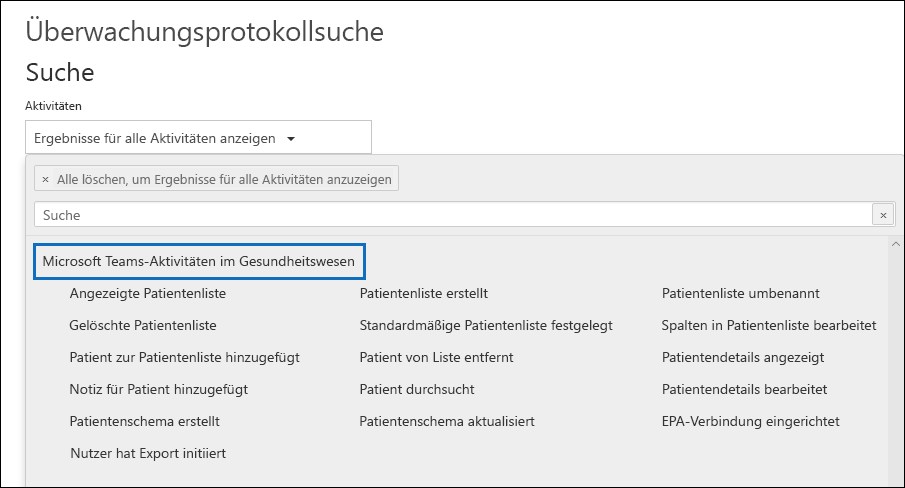 Überwachungsprotokollsuche
Suche
Aktivitäten
Ergebnisse für alle Aktivitäten anzeigen
× Alle löschen, um Ergebnisse für alle Aktivitäten anzuzeigen
Suche ×
Microsoft Teams-Aktivitäten im Gesundheitswesen
Angezeigte Patientenliste Patientenliste erstellt Patientenliste umbenannt
Gelöschte Patientenliste Standardmäßige Patientenliste festgelegt Spalten in Patientenliste bearbeitet
Patient zur Patientenliste hinzugefügt Patient von Liste entfernt Patientendetails angezeigt
Notiz für Patient hinzugefügt Patient durchsucht Patientendetails bearbeitet
Patientenschema erstellt Patientenschema aktualisiert EPA-Verbindung eingerichtet
Nutzer hat Export initiiert